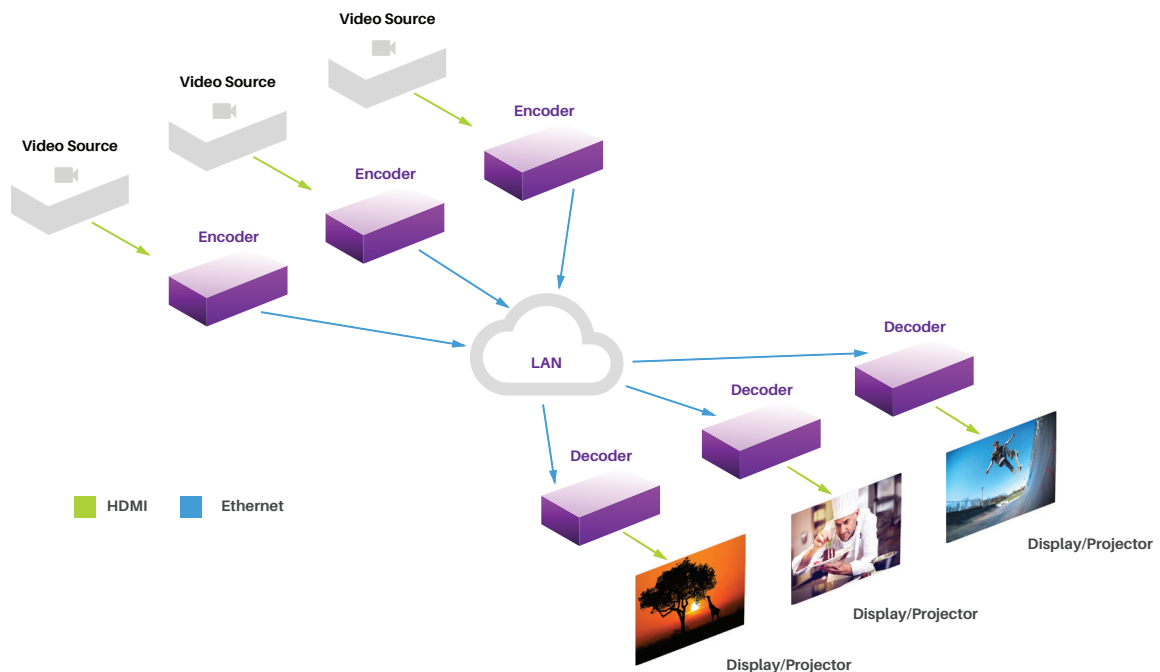 Video Source
Video Source
Video Source
Encoder
Encoder
Encoder
LAN
Decoder
Decoder
Decoder
HDMI
Ethernet
Display/Projector
Display/Projector
Display/Projector